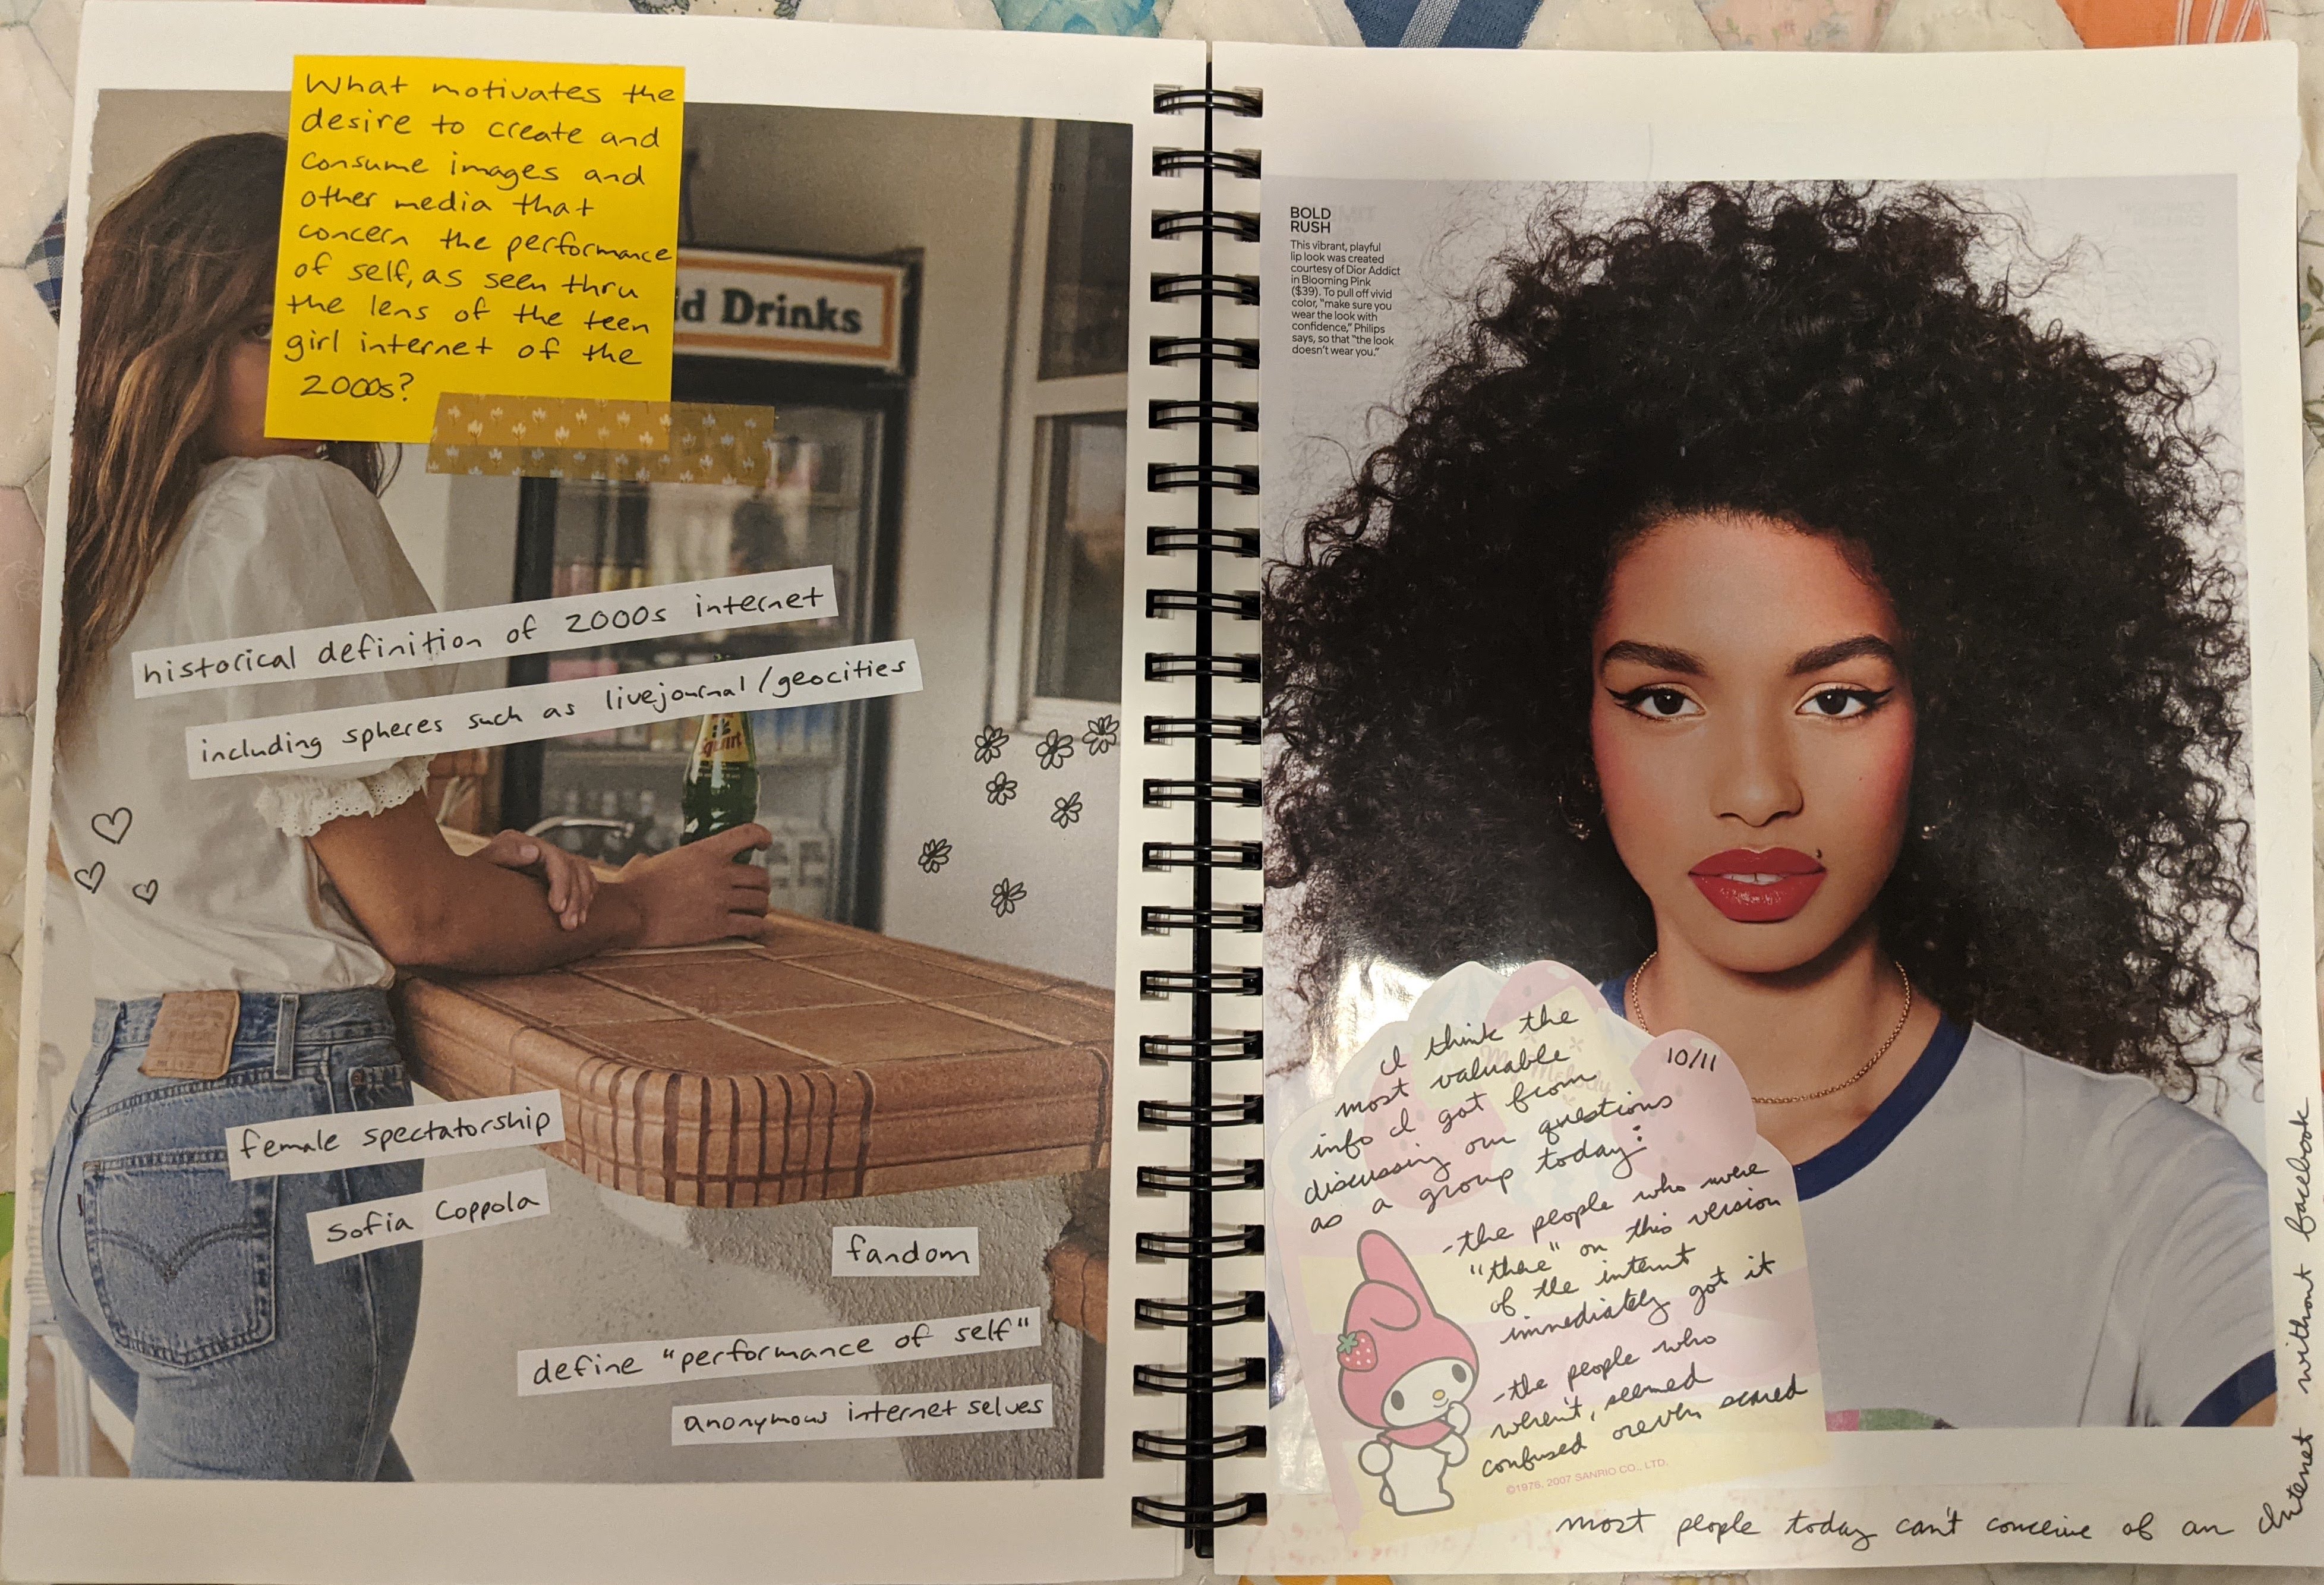 What motivates the
desire to create and
consume images and
other media that
concern the performance
of self, as seen thru
the lens of the teen
girl internet of the
2000s?
d Drinks
historical definition of 2000s internet
including spheres such as livejournal/geocities
squirt
female spectatorship
Sofia Coppola
fandom
define "performance of self"
anonymous internet selves
BOLD
RUSH
This vibrant, playful
lip look was created
courtesy of Dior Addict
in Blooming Pink
($39). To pull off vivid
color, "make sure you
wear the look with
confidence," Philips
says, so that "the look
doesn't wear you."
10/11
I think the
most valuable
info I got from
discussing our questions
as a group today:
-the people who were
"there" on this version
of the internet
immediately got it
-the people who
weren't, seemed
confused or even scared
My Melody
©1976, 2007 SANRIO CO., LTD.
most people today can't conceive of an internet without facebook